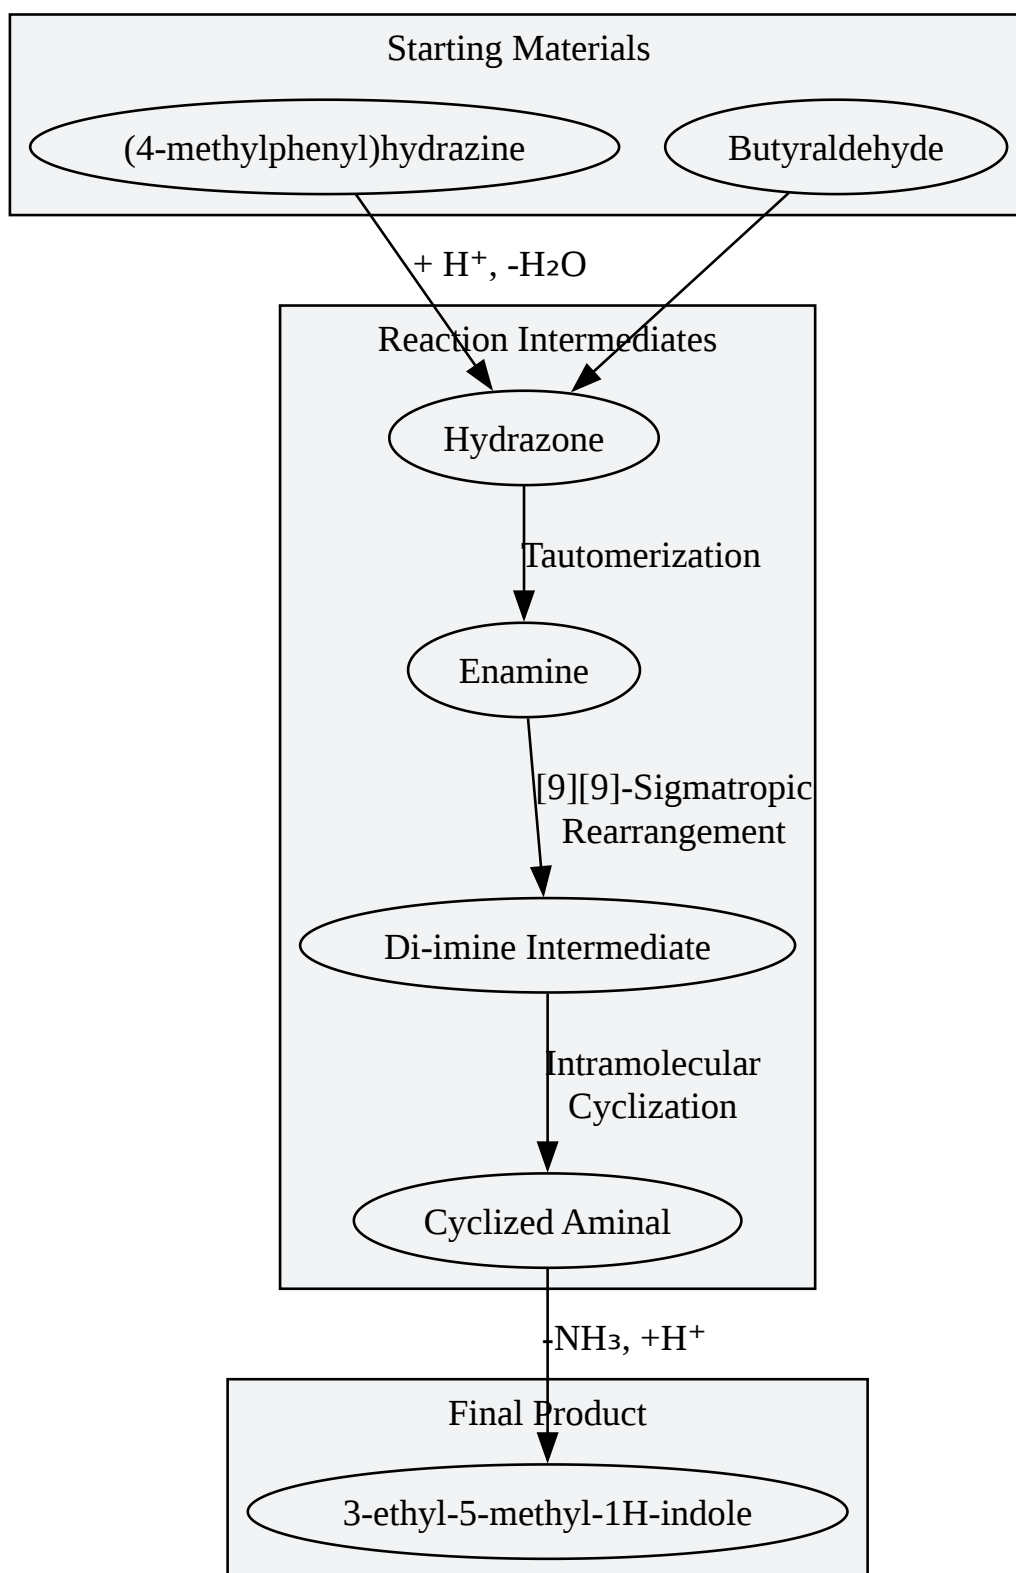 Starting Materials
(4-methylphenyl)hydrazine
Butyraldehyde
+ H⁺, -H₂O
Reaction Intermediates
Hydrazone
Tautomerization
Enamine
[9][9]-Sigmatropic
Rearrangement
Di-imine Intermediate
Intramolecular
Cyclization
Cyclized Aminal
-NH₃, +H⁺
Final Product
3-ethyl-5-methyl-1H-indole